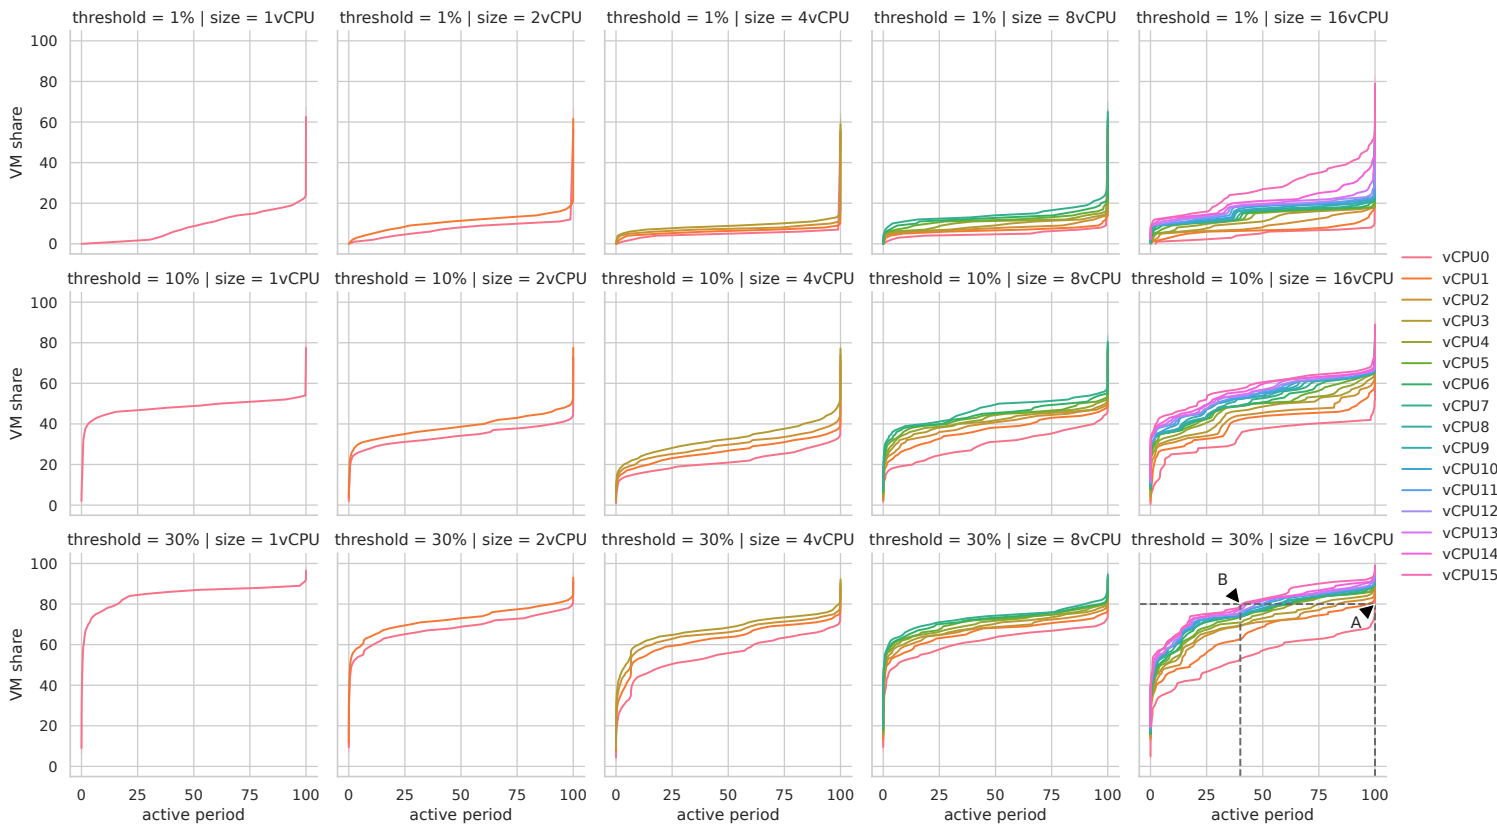 threshold = 1% | size = 1vCPU threshold = 1% | size = 2vCPU threshold = 1% | size = 4vCPU threshold = 1% | size = 8vCPU threshold = 1% | size = 16vCPU
100
80
60
40
20
0
VM share
threshold = 10% | size = 1vCPU threshold = 10% | size = 2vCPU threshold = 10% | size = 4vCPU threshold = 10% | size = 8vCPU threshold = 10% | size = 16vCPU
100
80
60
40
20
0
VM share
threshold = 30% | size = 1vCPU threshold = 30% | size = 2vCPU threshold = 30% | size = 4vCPU threshold = 30% | size = 8vCPU threshold = 30% | size = 16vCPU
100
80
60
40
20
0
VM share
B
A
0 25 50 75 100 0 25 50 75 100 0 25 50 75 100 0 25 50 75 100 0 25 50 75 100
active period active period active period active period active period
vCPU0
vCPU1
vCPU2
vCPU3
vCPU4
vCPU5
vCPU6
vCPU7
vCPU8
vCPU9
vCPU10
vCPU11
vCPU12
vCPU13
vCPU14
vCPU15